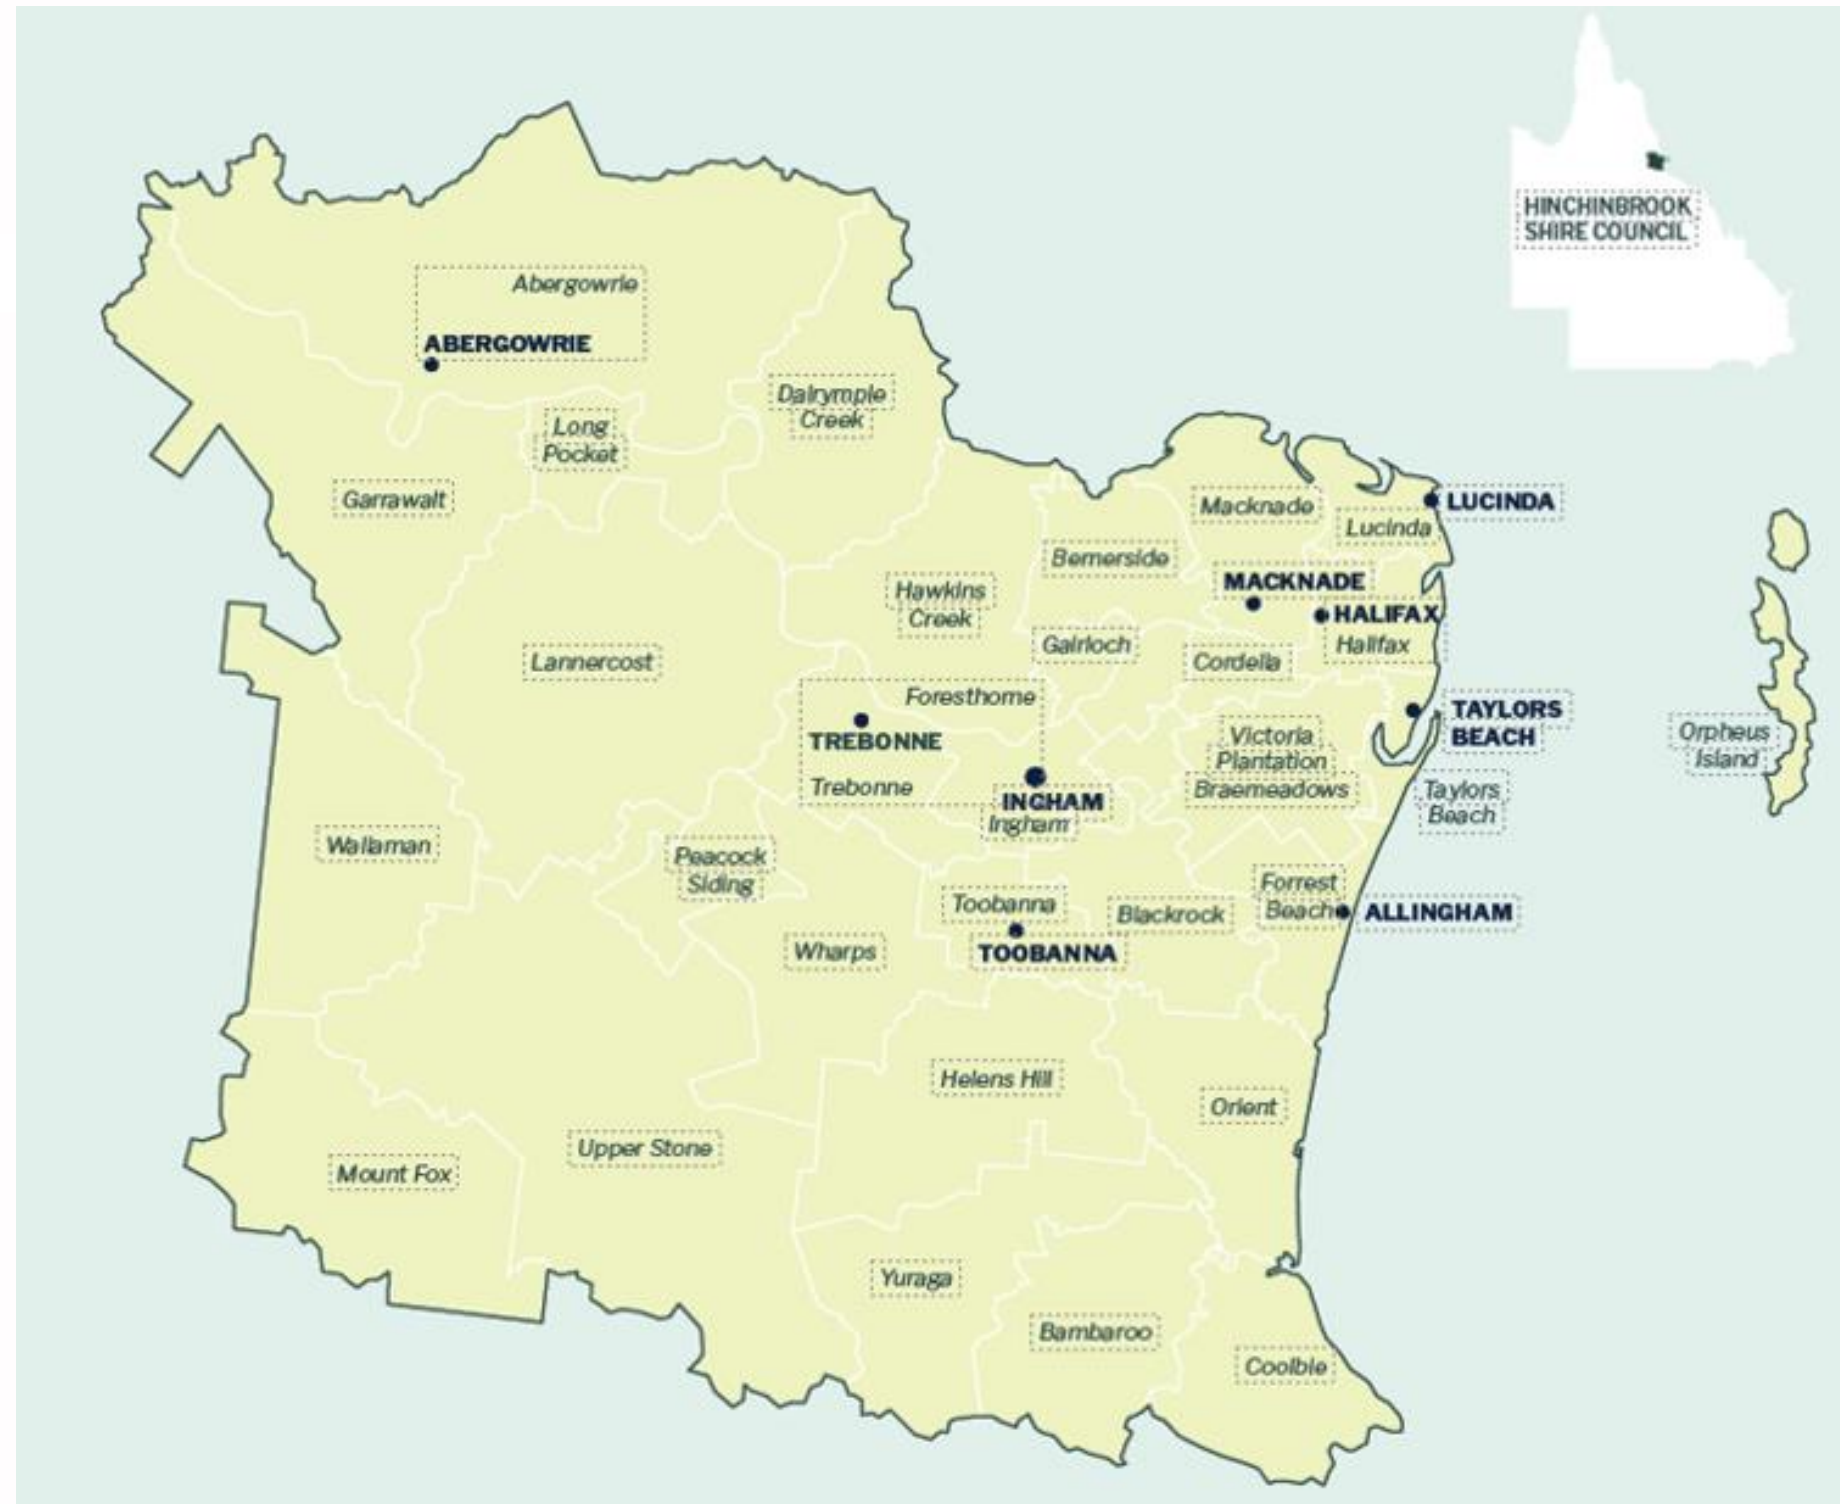 HINCHINBROOK
SHIRE COUNCIL
Abergowrie
ABERGOWRIE
Dalrymple
Creek
Long
Pocket
Garrawalt
Macknade
LUCINDA
Lucinda
Bemerside
MACKNADE
Hawkins
Creek
HALIFAX
Halifax
Gairloch
Cordelia
Lannercost
Foresthome
TREBONNE
Trebonne
TAYLORS
BEACH
Victoria
Plantation
Braemeadows
Orpheus
Island
INGHAM
Ingham
Taylors
Beach
Wallaman
Peacock
Siding
Toobanna
TOOBANNA
Blackrock
Forrest
Beach
ALLINGHAM
Wharps
Helens Hill
Orient
Upper Stone
Mount Fox
Yuraga
Bambaroo
Coolbie